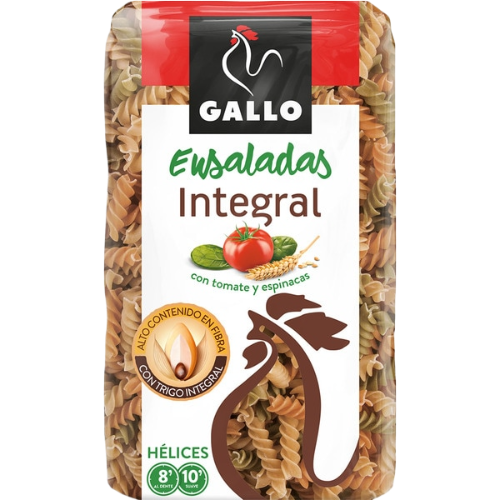 GALLO
Ensaladas
Integral
con tomate y espinacas
ALTO CONTENIDO EN FIBRA
CON TRIGO INTEGRAL
HÉLICES
8' 10'
AL DENTE SUAVE